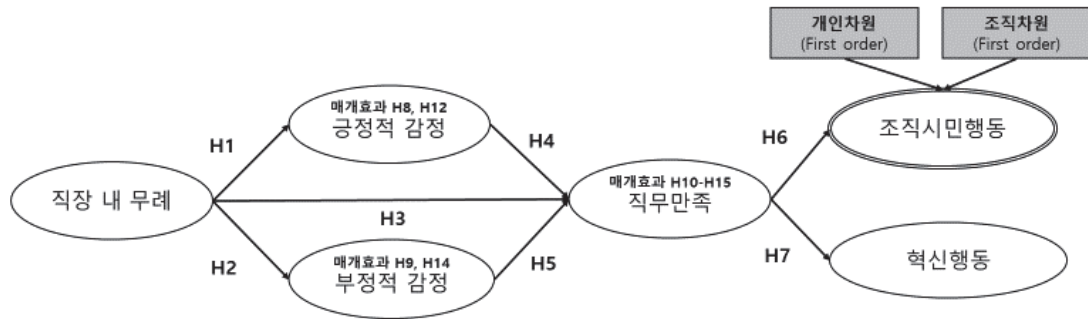 개인차원
(First order)
조직차원
(First order)
매개효과 H8, H12
긍정적 감정
H1
H4
H6
조직시민행동
직장 내 무례
H3
매개효과 H10-H15
직무만족
H2
매개효과 H9, H14
부정적 감정
H5
H7
혁신행동